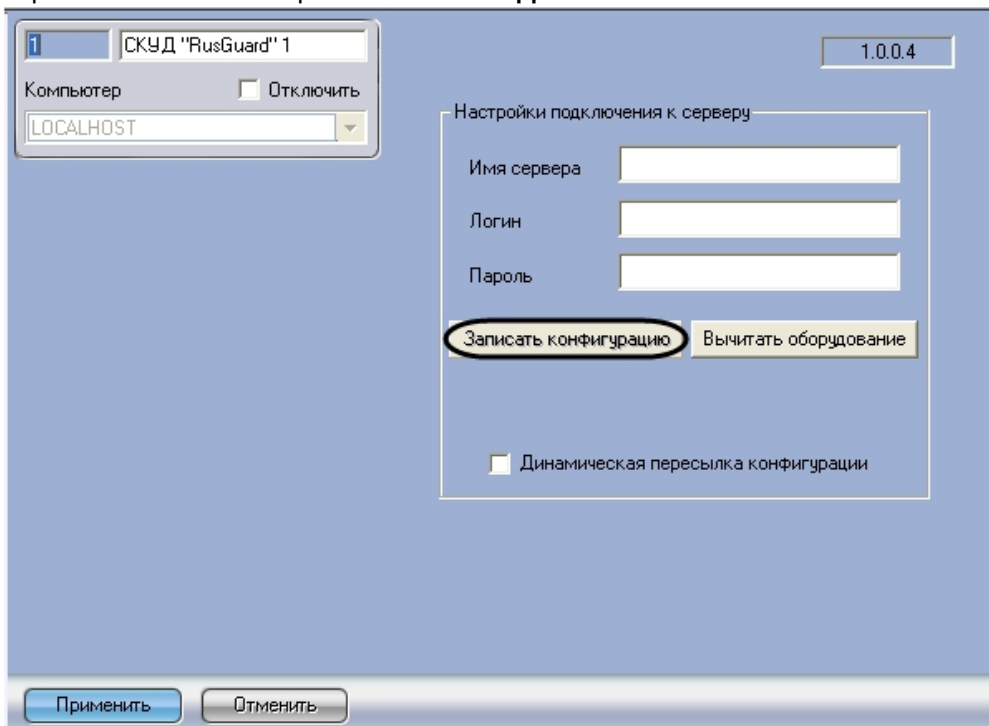 1 СКУД "RusGuard" 1
1.0.0.4
Компьютер Отключить
LOCALHOST
Настройки подключения к серверу
Имя сервера
Логин
Пароль
Записать конфигурацию Вычитать оборудование
Динамическая пересылка конфигурации
Применить Отменить